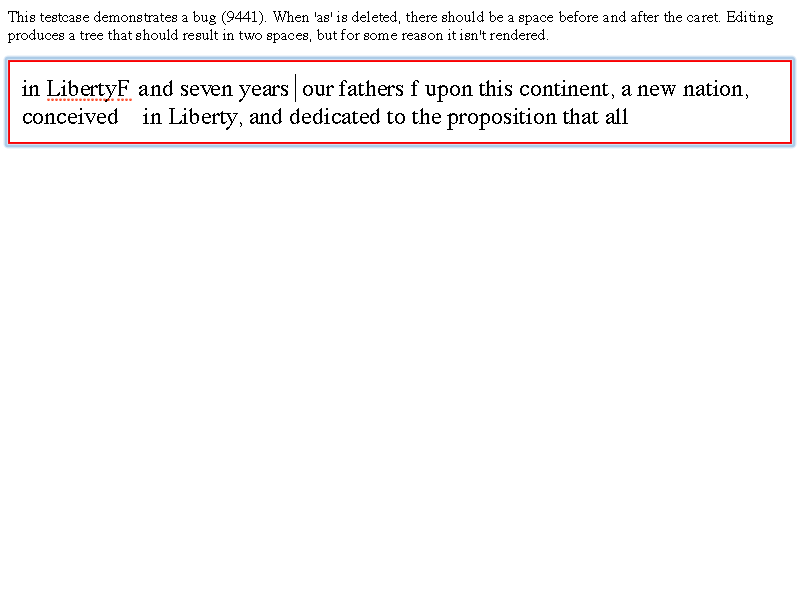 This testcase demonstrates a bug (9441). When 'as' is deleted, there should be a space before and after the caret. Editing
produces a tree that should result in two spaces, but for some reason it isn't rendered.
in LibertyF and seven years our fathers f upon this continent, a new nation,
conceived    in Liberty, and dedicated to the proposition that all